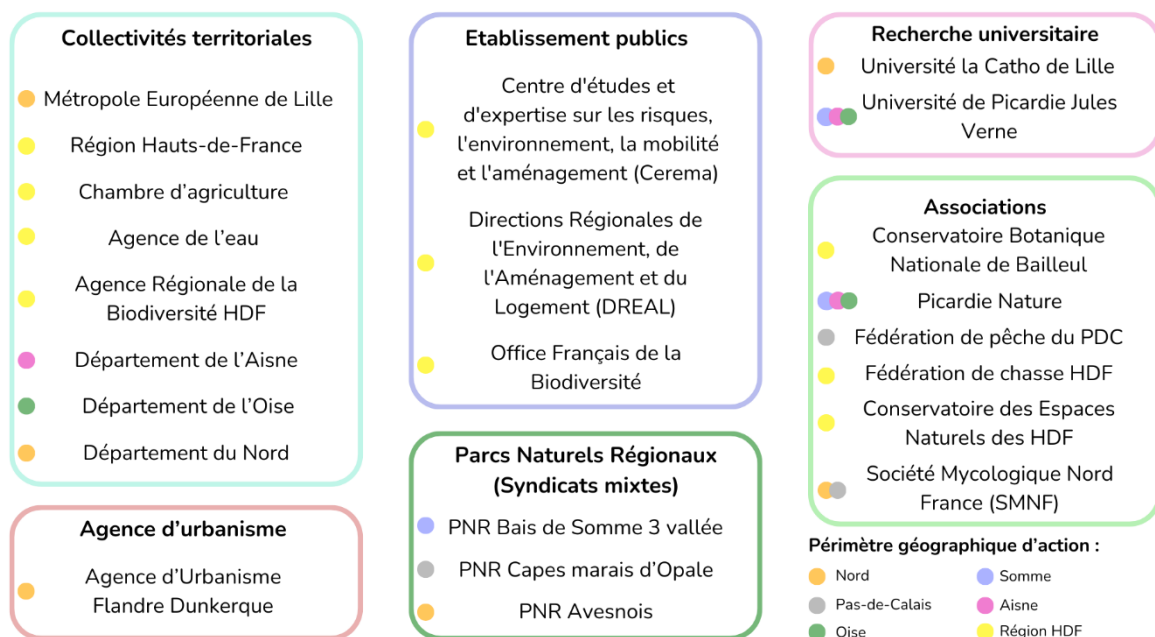 Collectivités territoriales
Métropole Européenne de Lille
Région Hauts-de-France
Chambre d'agriculture
Agence de l'eau
Agence Régionale de la
Biodiversité HDF
Département de l'Aisne
Département de l'Oise
Département du Nord
Agence d'urbanisme
Agence d'Urbanisme
Flandre Dunkerque
Etablissement publics
Centre d'études et
d'expertise sur les risques,
l'environnement, la mobilité
et l'aménagement (Cerema)
Directions Régionales de
l'Environnement, de
l'Aménagement et du
Logement (DREAL)
Office Français de la
Biodiversité
Parcs Naturels Régionaux
(Syndicats mixtes)
PNR Bais de Somme 3 vallée
PNR Capes marais d'Opale
PNR Avesnois
Recherche universitaire
Université la Catho de Lille
Université de Picardie Jules
Verne
Associations
Conservatoire Botanique
Nationale de Bailleul
Picardie Nature
Fédération de pêche du PDC
Fédération de chasse HDF
Conservatoire des Espaces
Naturels des HDF
Société Mycologique Nord
France (SMNF)
Périmètre géographique d'action :
Nord
Somme
Pas-de-Calais
Aisne
Oise
Région HDF